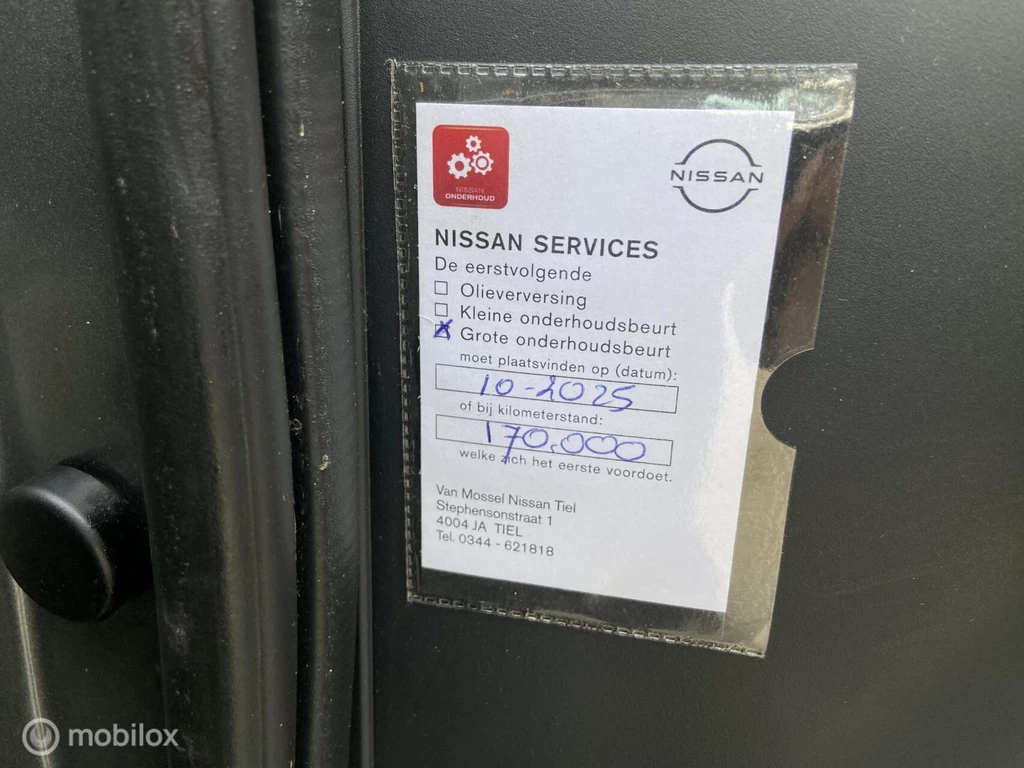 NISSAN
ONDERHOUD
NISSAN
NISSAN SERVICES
De eerstvolgende
Olieverversing
Kleine onderhoudsbeurt
Grote onderhoudsbeurt
moet plaatsvinden op (datum):
10-2025
of bij kilometerstand:
170.000
welke zich het eerste voordoet.
Van Mossel Nissan Tiel
Stephensonstraat 1
4004 JA TIEL
Tel. 0344 - 621818
mobilox